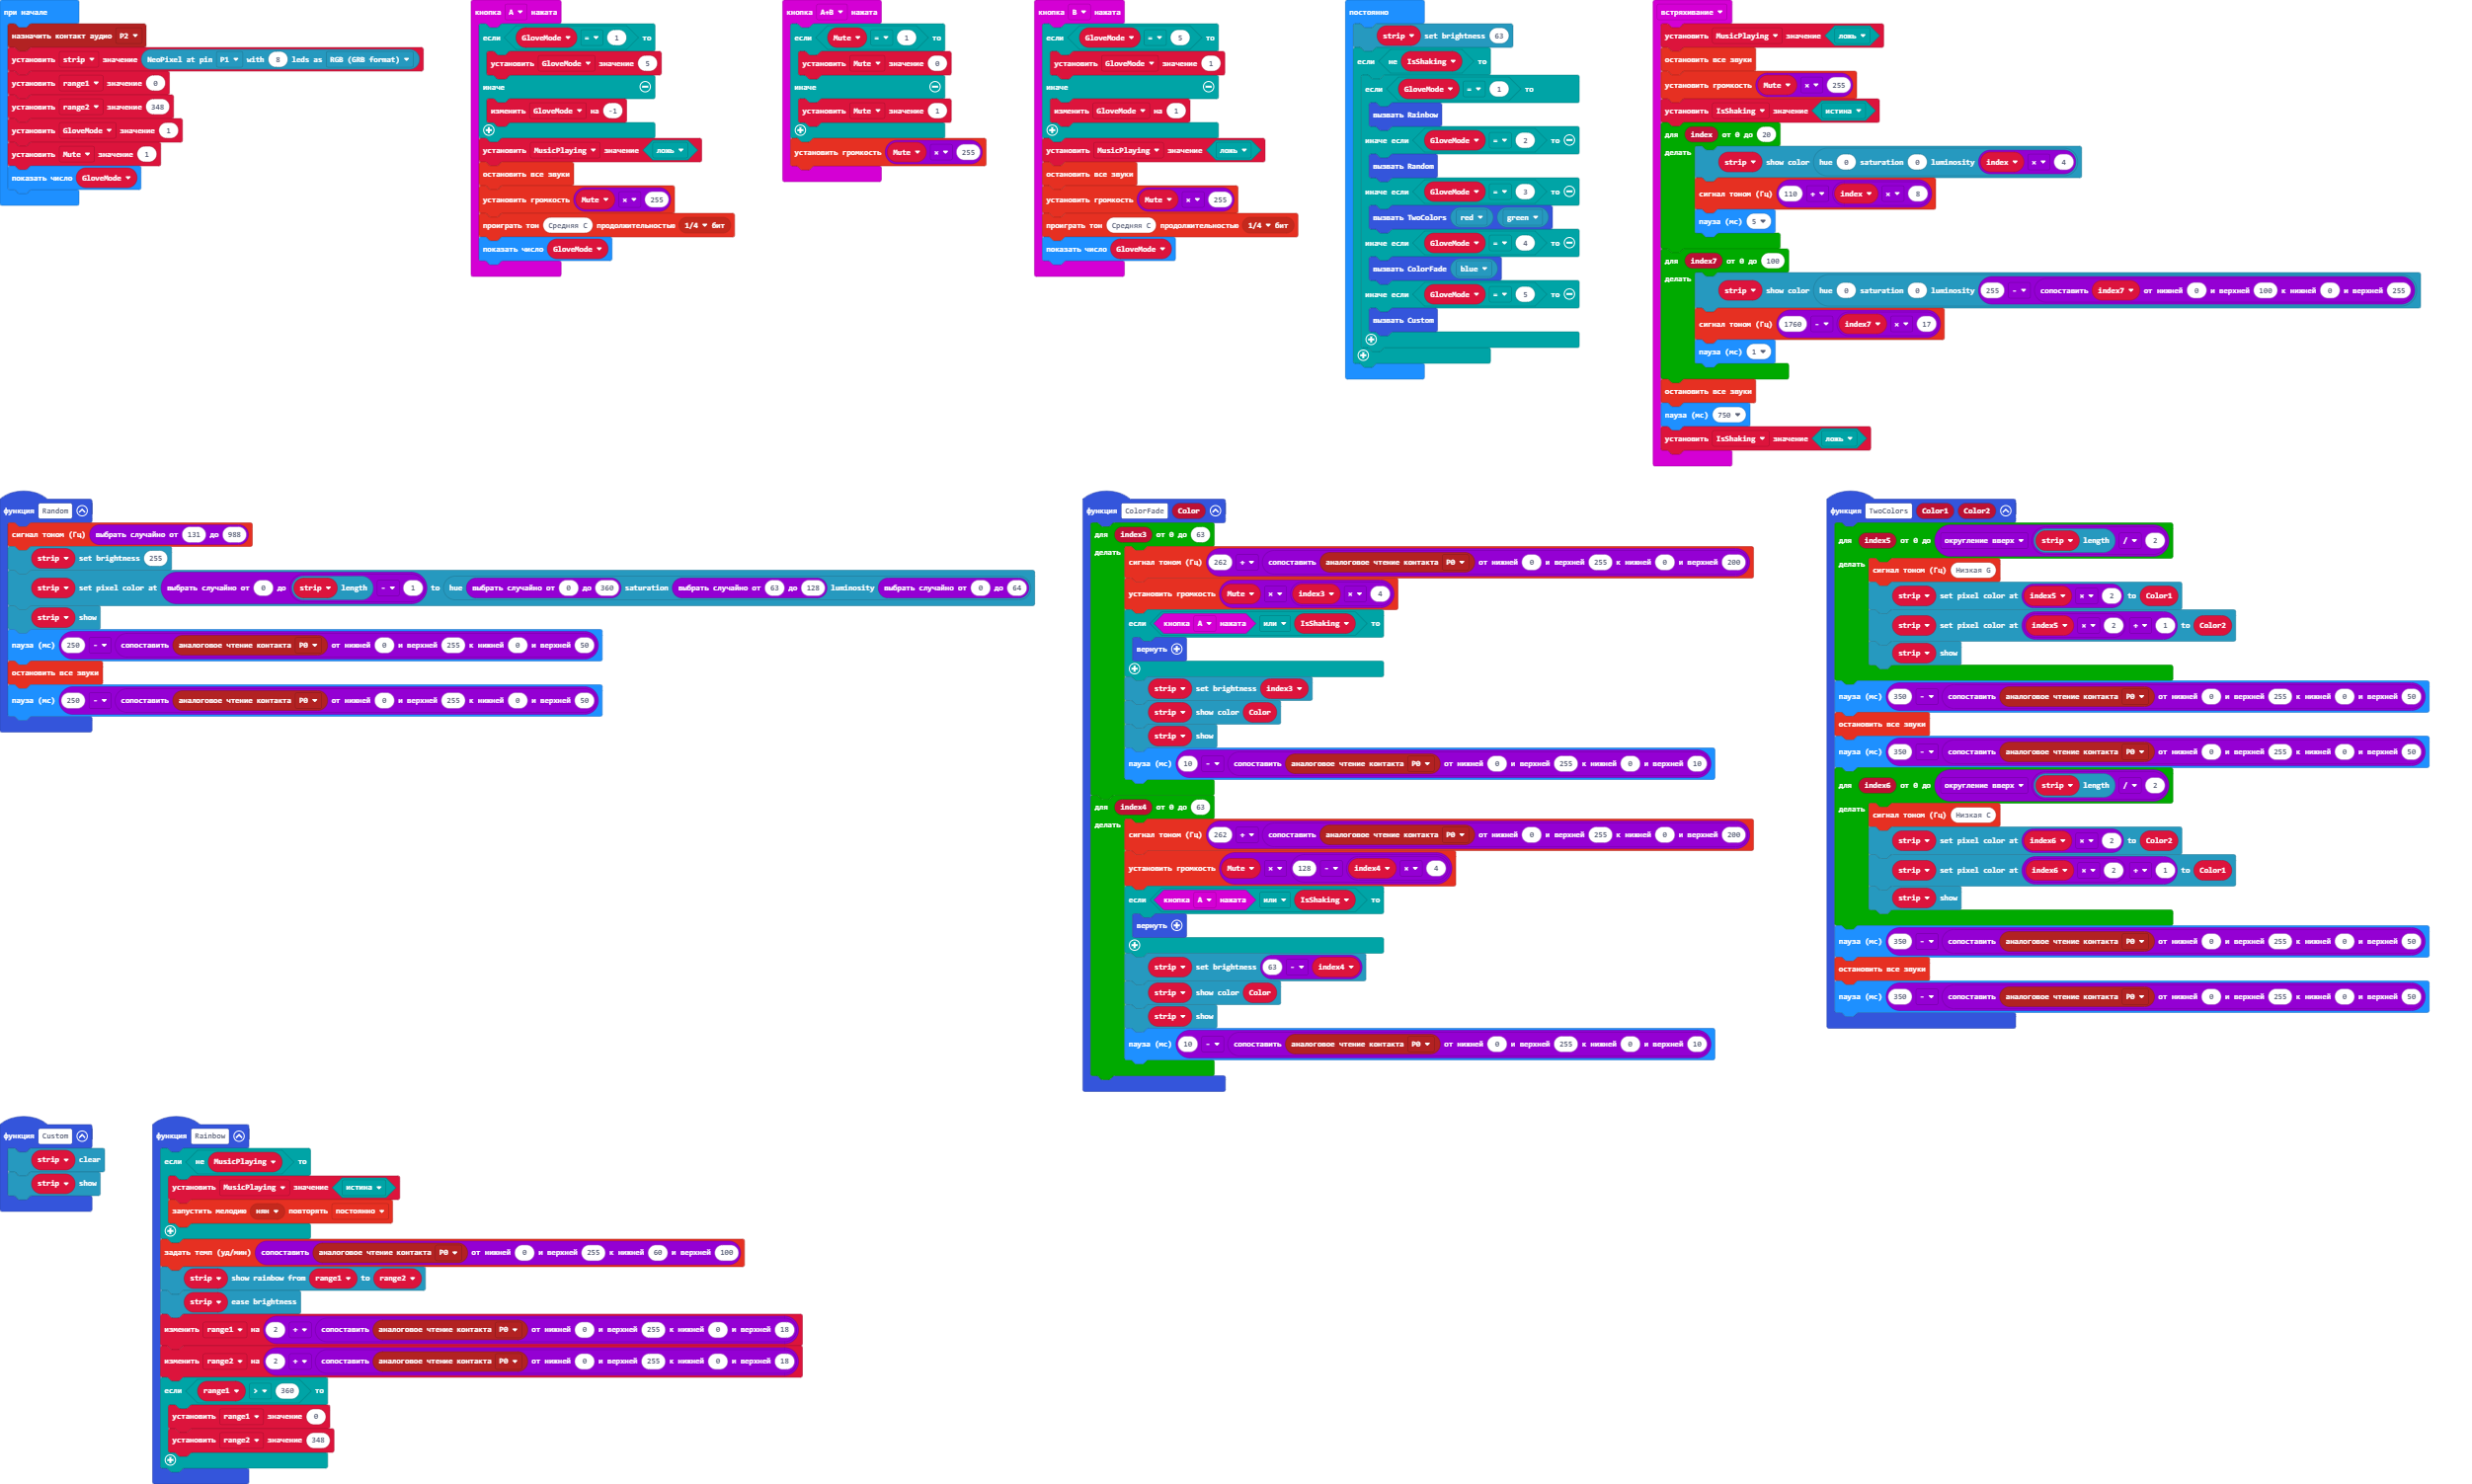 при начале
назначить контакт аудио P2
установить strip значение NeoPixel at pin P1 with 8 leds as RGB (GRB format)
установить range1 значение 0
установить range2 значение 348
установить GloveMode значение 1
установить Mute значение 1
показать число GloveMode
кнопка A нажата
если GloveMode = 1 то
установить GloveMode значение 5
иначе
изменить GloveMode на -1
установить MusicPlaying значение ложь
остановить все звуки
установить громкость Mute × 255
проиграть тон Средняя C продолжительностью 1/4 бит
показать число GloveMode
кнопка A+B нажата
если Mute = 1 то
установить Mute значение 0
иначе
установить Mute значение 1
установить громкость Mute × 255
кнопка B нажата
если GloveMode = 5 то
установить GloveMode значение 1
иначе
изменить GloveMode на 1
установить MusicPlaying значение ложь
остановить все звуки
установить громкость Mute × 255
проиграть тон Средняя C продолжительностью 1/4 бит
показать число GloveMode
постоянно
strip set brightness 63
если не IsShaking то
если GloveMode = 1 то
вызвать Rainbow
иначе если GloveMode = 2 то
вызвать Random
иначе если GloveMode = 3 то
вызвать TwoColors red green
иначе если GloveMode = 4 то
вызвать ColorFade blue
иначе если GloveMode = 5 то
вызвать Custom
встряхивание
установить MusicPlaying значение ложь
остановить все звуки
установить громкость Mute × 255
установить IsShaking значение истина
для index от 0 до 20
делать
strip show color hue 0 saturation 0 luminosity index × 4
сигнал тоном (Гц) 110 + index × 8
пауза (мс) 5
для index7 от 0 до 100
делать
strip show color hue 0 saturation 0 luminosity 255 - сопоставить index7 от нижней 0 и верхней 100 к нижней 0 и верхней 255
сигнал тоном (Гц) 1760 - index7 × 17
пауза (мс) 1
остановить все звуки
пауза (мс) 750
установить IsShaking значение ложь
функция Random
сигнал тоном (Гц) выбрать случайно от 131 до 988
strip set brightness 255
strip set pixel color at выбрать случайно от 0 до strip length - 1 to hue выбрать случайно от 0 до 360 saturation выбрать случайно от 63 до 128 luminosity выбрать случайно от 0 до 64
strip show
пауза (мс) 250 - сопоставить аналоговое чтение контакта P0 от нижней 0 и верхней 255 к нижней 0 и верхней 50
остановить все звуки
пауза (мс) 250 - сопоставить аналоговое чтение контакта P0 от нижней 0 и верхней 255 к нижней 0 и верхней 50
функция ColorFade Color
для index3 от 0 до 63
делать
сигнал тоном (Гц) 262 + сопоставить аналоговое чтение контакта P0 от нижней 0 и верхней 255 к нижней 0 и верхней 200
установить громкость Mute × index3 × 4
если кнопка A нажата или IsShaking то
вернуть
strip set brightness index3
strip show color Color
strip show
пауза (мс) 10 - сопоставить аналоговое чтение контакта P0 от нижней 0 и верхней 255 к нижней 0 и верхней 10
для index4 от 0 до 63
делать
сигнал тоном (Гц) 262 + сопоставить аналоговое чтение контакта P0 от нижней 0 и верхней 255 к нижней 0 и верхней 200
установить громкость Mute × 128 - index4 × 4
если кнопка A нажата или IsShaking то
вернуть
strip set brightness 63 - index4
strip show color Color
strip show
пауза (мс) 10 - сопоставить аналоговое чтение контакта P0 от нижней 0 и верхней 255 к нижней 0 и верхней 10
функция TwoColors Color1 Color2
для index5 от 0 до округление вверх strip length / 2
делать
сигнал тоном (Гц) Низкая G
strip set pixel color at index5 × 2 to Color1
strip set pixel color at index5 × 2 + 1 to Color2
strip show
пауза (мс) 350 - сопоставить аналоговое чтение контакта P0 от нижней 0 и верхней 255 к нижней 0 и верхней 50
остановить все звуки
пауза (мс) 350 - сопоставить аналоговое чтение контакта P0 от нижней 0 и верхней 255 к нижней 0 и верхней 50
для index6 от 0 до округление вверх strip length / 2
делать
сигнал тоном (Гц) Низкая C
strip set pixel color at index6 × 2 to Color2
strip set pixel color at index6 × 2 + 1 to Color1
strip show
пауза (мс) 350 - сопоставить аналоговое чтение контакта P0 от нижней 0 и верхней 255 к нижней 0 и верхней 50
остановить все звуки
пауза (мс) 350 - сопоставить аналоговое чтение контакта P0 от нижней 0 и верхней 255 к нижней 0 и верхней 50
функция Custom
strip clear
strip show
функция Rainbow
если не MusicPlaying то
установить MusicPlaying значение истина
запустить мелодию нян повторять постоянно
задать темп (уд/мин) сопоставить аналоговое чтение контакта P0 от нижней 0 и верхней 255 к нижней 60 и верхней 100
strip show rainbow from range1 to range2
strip ease brightness
изменить range1 на 2 + сопоставить аналоговое чтение контакта P0 от нижней 0 и верхней 255 к нижней 0 и верхней 18
изменить range2 на 2 + сопоставить аналоговое чтение контакта P0 от нижней 0 и верхней 255 к нижней 0 и верхней 18
если range1 > 360 то
установить range1 значение 0
установить range2 значение 348